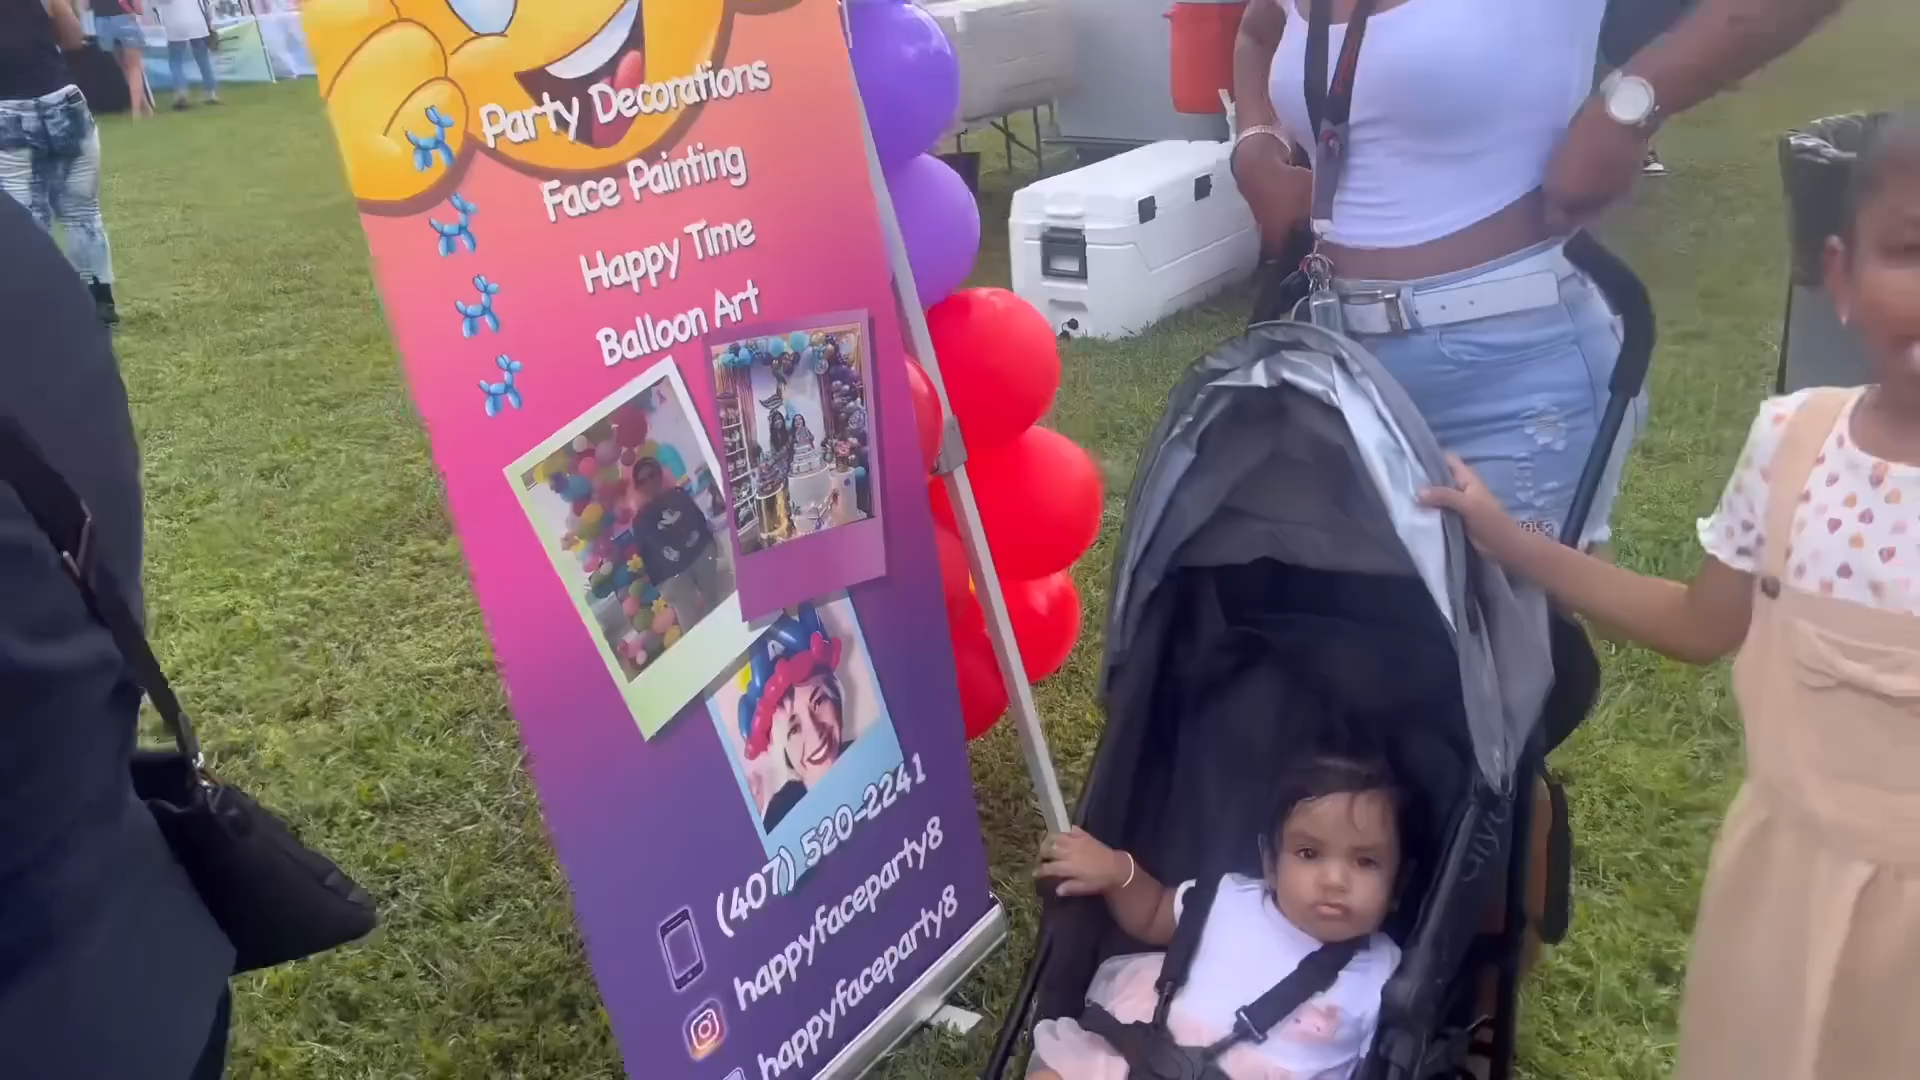 Party Decorations
Face Painting
Happy Time
Balloon Art
(407) 520-2241
happyfaceparty8
happyfaceparty8